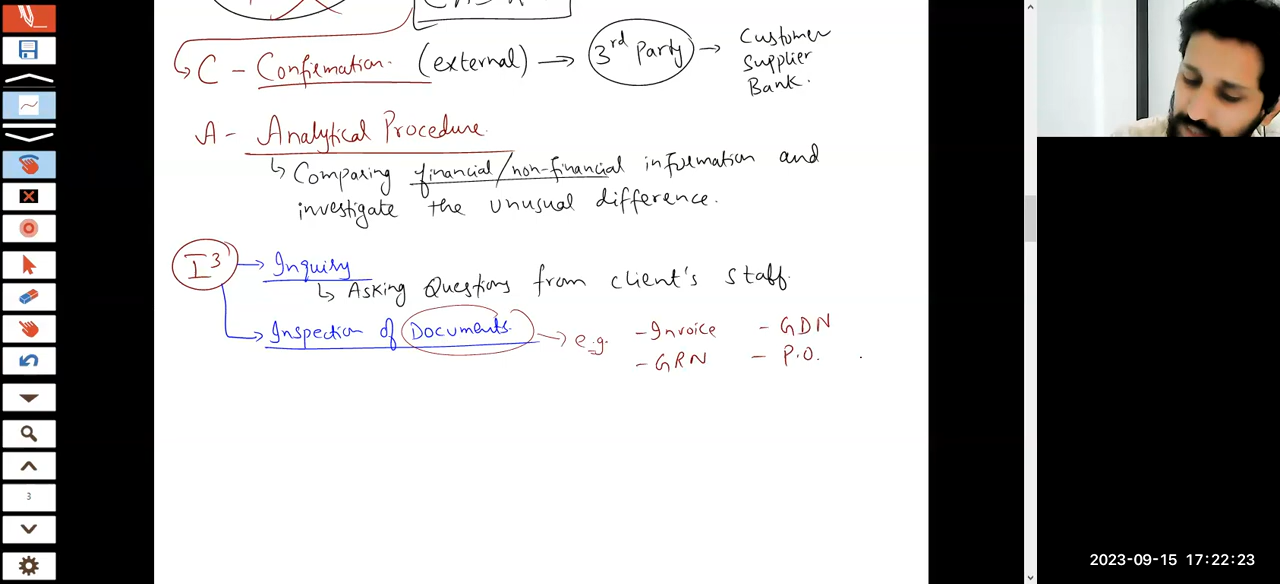 C - Confirmation. (external) → 3rd Party → Customer
Supplier
Bank.
A - Analytical Procedure.
↳ Comparing financial/non-financial information and
investigate the unusual difference.
I3 → Inquiry
↳ Asking Questions from client's staff.
→ Inspection of Documents. → e.g. - Invoice - GDN
- GRN - P.O.
3
2023-09-15 17:22:23